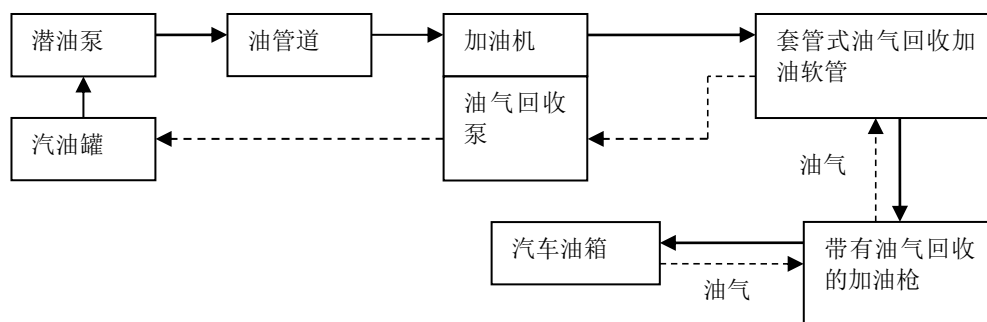 潜油泵
油管道
加油机
套管式油气回收加
油软管
油气回收
泵
汽油罐
油气
汽车油箱
带有油气回收
的加油枪
油气